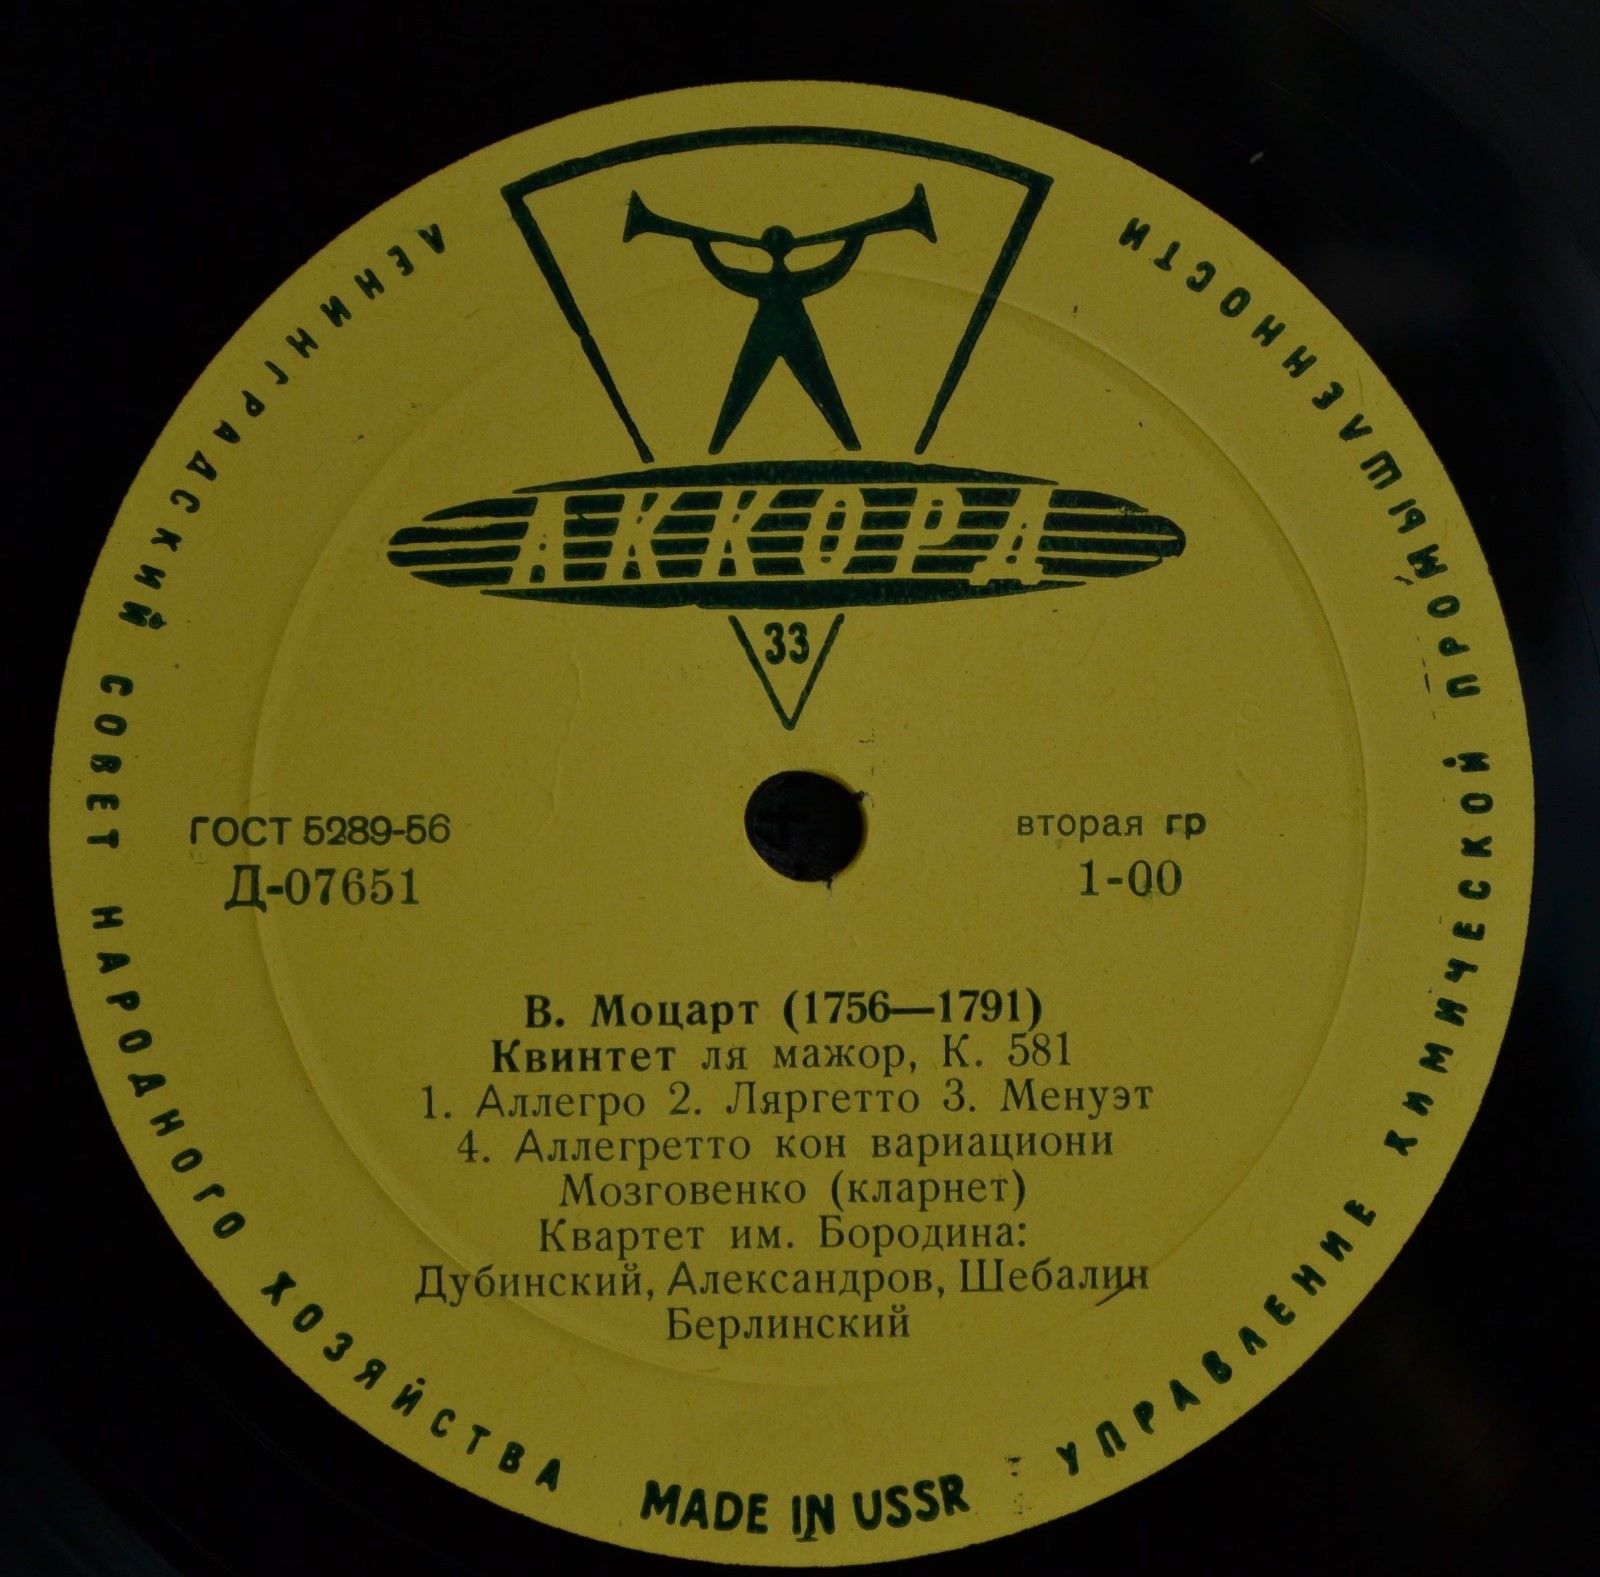 ЛЕНИНГРАДСКИЙ СОВЕТ НАРОДНОГО ХОЗЯЙСТВА
УПРАВЛЕНИЕ ХИМИЧЕСКОЙ ПРОМЫШЛЕННОСТИ
АККОРД
33
ГОСТ 5289-56
Д-07651
вторая гр
1-00
В. Моцарт (1756—1791)
Квинтет ля мажор, К. 581
1. Аллегро 2. Ляргетто 3. Менуэт
4. Аллегретто кон вариациони
Мозговенко (кларнет)
Квартет им. Бородина:
Дубинский, Александров, Шебалин
Берлинский
MADE IN USSR